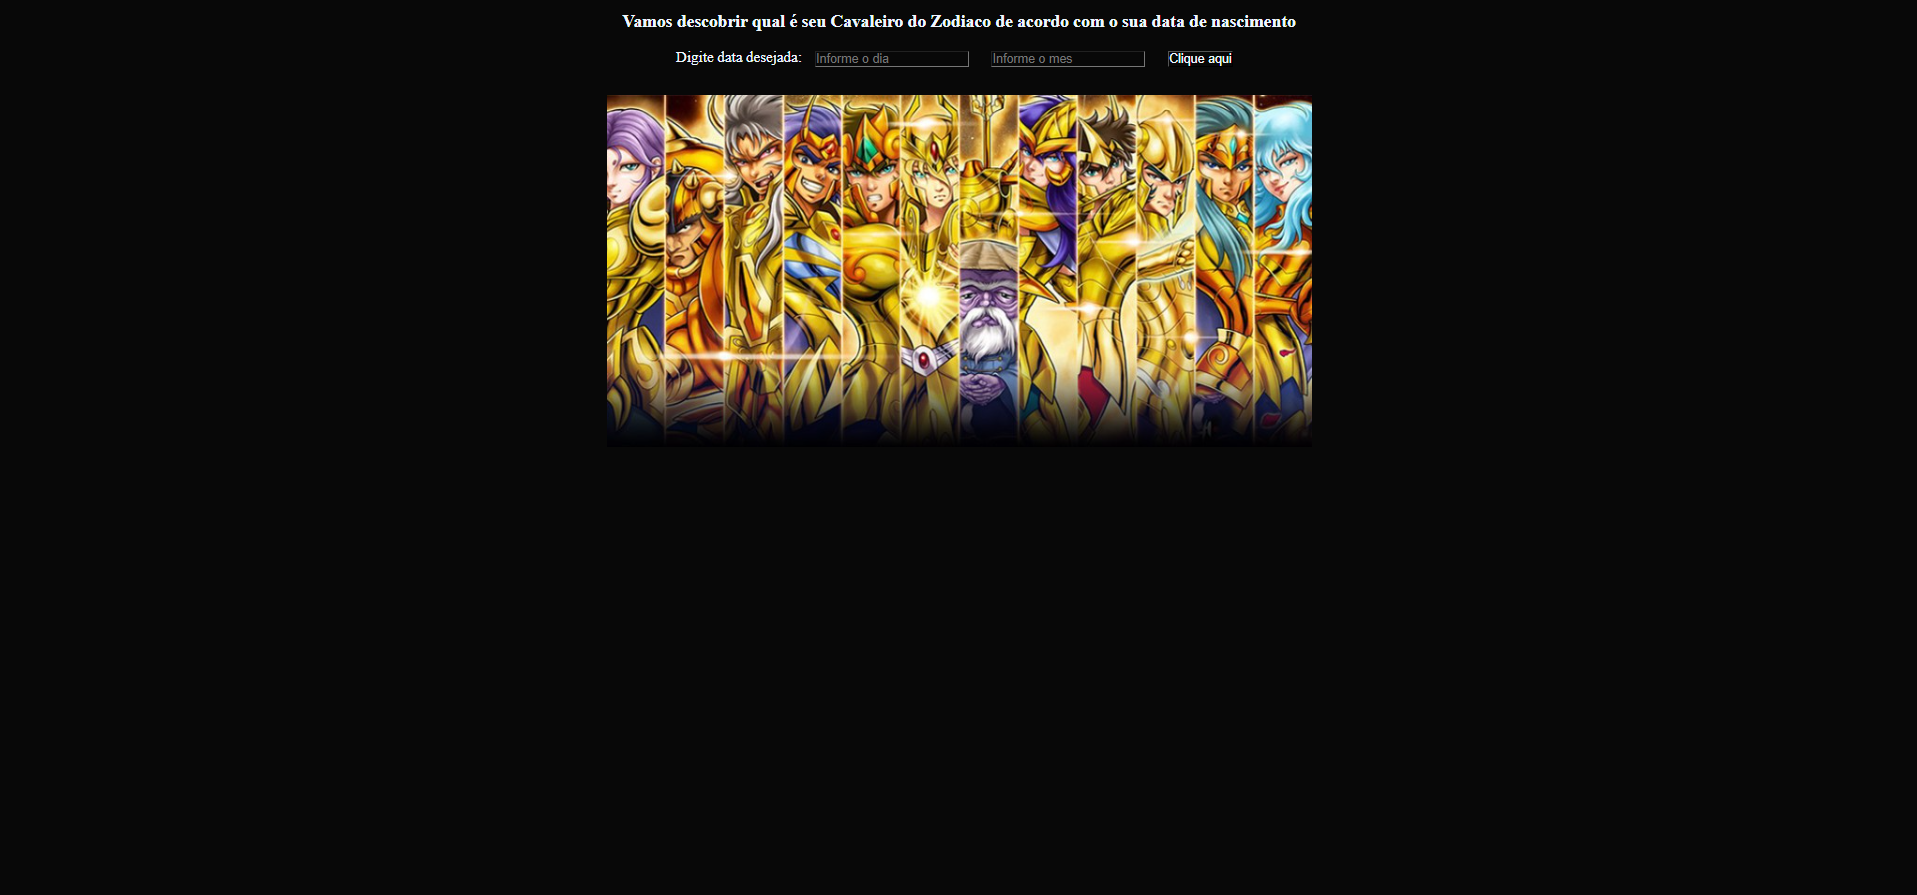 Vamos descobrir qual é seu Cavaleiro do Zodiaco de acordo com o sua data de nascimento
Digite data desejada: Informe o dia Informe o mes Clique aqui